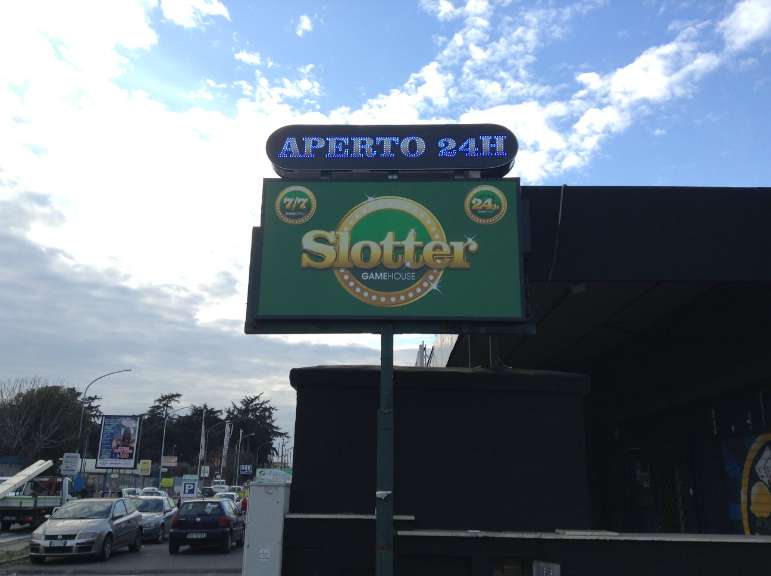 APERTO 24H
7/7
24h
Slotter
GAMEHOUSE
P